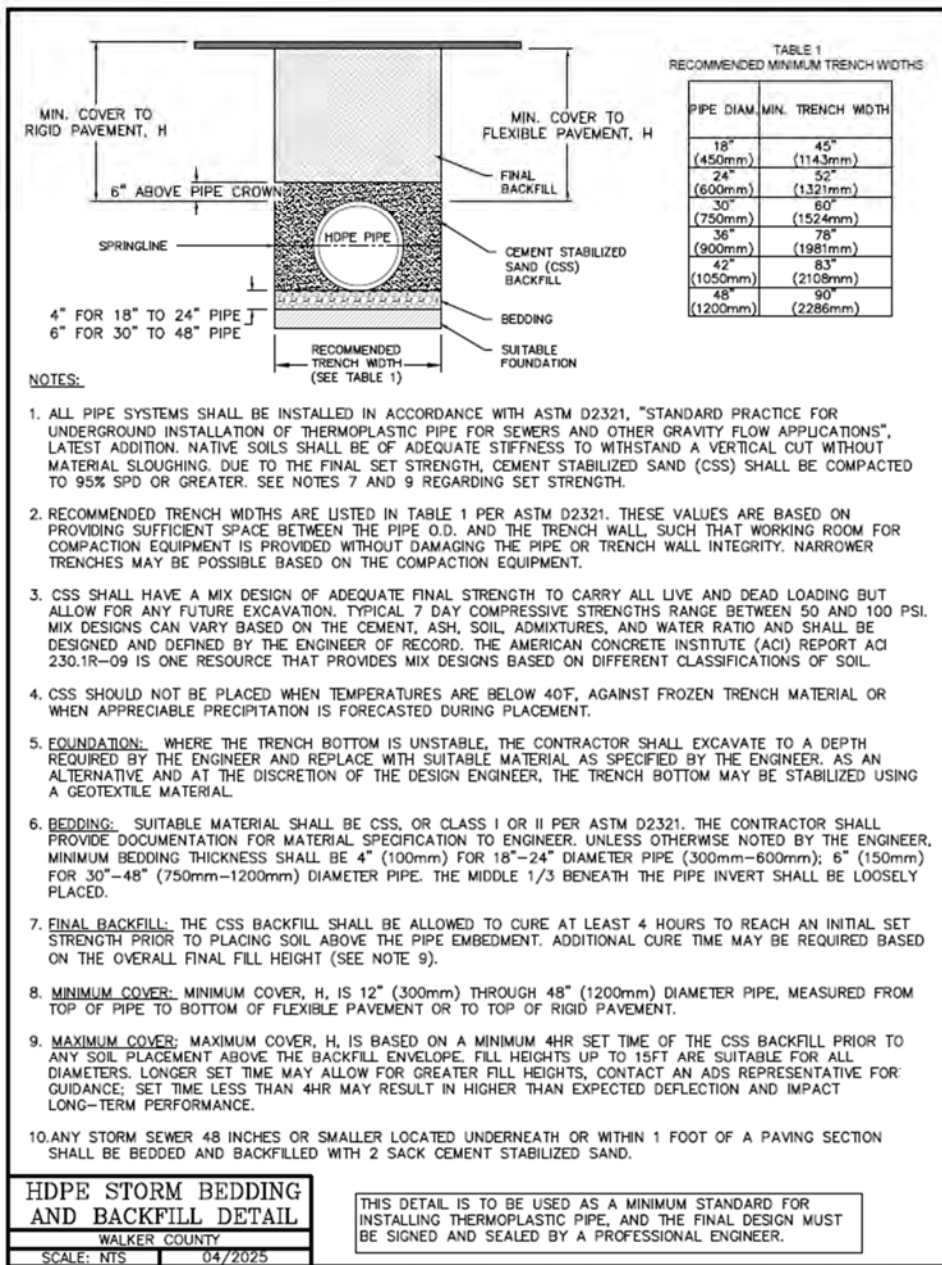 MIN. COVER TO
RIGID PAVEMENT, H
6" ABOVE PIPE CROWN
SPRINGLINE
4" FOR 18" TO 24" PIPE
6" FOR 30" TO 48" PIPE
HDPE PIPE
RECOMMENDED
TRENCH WIDTH
(SEE TABLE 1)
MIN. COVER TO
FLEXIBLE PAVEMENT, H
FINAL
BACKFILL
CEMENT STABILIZED
SAND (CSS)
BACKFILL
BEDDING
SUITABLE
FOUNDATION
TABLE 1
RECOMMENDED MINIMUM TRENCH WIDTHS
PIPE DIAM. MIN. TRENCH WIDTH
18" 45"
(450mm) (1143mm)
24" 52"
(600mm) (1321mm)
30" 60"
(750mm) (1524mm)
36" 78"
(900mm) (1981mm)
42" 83"
(1050mm) (2108mm)
48" 90"
(1200mm) (2286mm)
NOTES:
1. ALL PIPE SYSTEMS SHALL BE INSTALLED IN ACCORDANCE WITH ASTM D2321, "STANDARD PRACTICE FOR
UNDERGROUND INSTALLATION OF THERMOPLASTIC PIPE FOR SEWERS AND OTHER GRAVITY FLOW APPLICATIONS",
LATEST ADDITION. NATIVE SOILS SHALL BE OF ADEQUATE STIFFNESS TO WITHSTAND A VERTICAL CUT WITHOUT
MATERIAL SLOUGHING. DUE TO THE FINAL SET STRENGTH, CEMENT STABILIZED SAND (CSS) SHALL BE COMPACTED
TO 95% SPD OR GREATER. SEE NOTES 7 AND 9 REGARDING SET STRENGTH.
2. RECOMMENDED TRENCH WIDTHS ARE LISTED IN TABLE 1 PER ASTM D2321. THESE VALUES ARE BASED ON
PROVIDING SUFFICIENT SPACE BETWEEN THE PIPE O.D. AND THE TRENCH WALL, SUCH THAT WORKING ROOM FOR
COMPACTION EQUIPMENT IS PROVIDED WITHOUT DAMAGING THE PIPE OR TRENCH WALL INTEGRITY. NARROWER
TRENCHES MAY BE POSSIBLE BASED ON THE COMPACTION EQUIPMENT.
3. CSS SHALL HAVE A MIX DESIGN OF ADEQUATE FINAL STRENGTH TO CARRY ALL LIVE AND DEAD LOADING BUT
ALLOW FOR ANY FUTURE EXCAVATION. TYPICAL 7 DAY COMPRESSIVE STRENGTHS RANGE BETWEEN 50 AND 100 PSI.
MIX DESIGNS CAN VARY BASED ON THE CEMENT, ASH, SOIL, ADMIXTURES, AND WATER RATIO AND SHALL BE
DESIGNED AND DEFINED BY THE ENGINEER OF RECORD. THE AMERICAN CONCRETE INSTITUTE (ACI) REPORT ACI
230.1R-09 IS ONE RESOURCE THAT PROVIDES MIX DESIGNS BASED ON DIFFERENT CLASSIFICATIONS OF SOIL.
4. CSS SHOULD NOT BE PLACED WHEN TEMPERATURES ARE BELOW 40°F, AGAINST FROZEN TRENCH MATERIAL OR
WHEN APPRECIABLE PRECIPITATION IS FORECASTED DURING PLACEMENT.
5. FOUNDATION: WHERE THE TRENCH BOTTOM IS UNSTABLE, THE CONTRACTOR SHALL EXCAVATE TO A DEPTH
REQUIRED BY THE ENGINEER AND REPLACE WITH SUITABLE MATERIAL AS SPECIFIED BY THE ENGINEER. AS AN
ALTERNATIVE AND AT THE DISCRETION OF THE DESIGN ENGINEER, THE TRENCH BOTTOM MAY BE STABILIZED USING
A GEOTEXTILE MATERIAL.
6. BEDDING: SUITABLE MATERIAL SHALL BE CSS, OR CLASS I OR II PER ASTM D2321. THE CONTRACTOR SHALL
PROVIDE DOCUMENTATION FOR MATERIAL SPECIFICATION TO ENGINEER. UNLESS OTHERWISE NOTED BY THE ENGINEER,
MINIMUM BEDDING THICKNESS SHALL BE 4" (100mm) FOR 18"-24" DIAMETER PIPE (300mm-600mm); 6" (150mm)
FOR 30"-48" (750mm-1200mm) DIAMETER PIPE. THE MIDDLE 1/3 BENEATH THE PIPE INVERT SHALL BE LOOSELY
PLACED.
7. FINAL BACKFILL: THE CSS BACKFILL SHALL BE ALLOWED TO CURE AT LEAST 4 HOURS TO REACH AN INITIAL SET
STRENGTH PRIOR TO PLACING SOIL ABOVE THE PIPE EMBEDMENT. ADDITIONAL CURE TIME MAY BE REQUIRED BASED
ON THE OVERALL FINAL FILL HEIGHT (SEE NOTE 9).
8. MINIMUM COVER: MINIMUM COVER, H, IS 12" (300mm) THROUGH 48" (1200mm) DIAMETER PIPE, MEASURED FROM
TOP OF PIPE TO BOTTOM OF FLEXIBLE PAVEMENT OR TO TOP OF RIGID PAVEMENT.
9. MAXIMUM COVER: MAXIMUM COVER, H, IS BASED ON A MINIMUM 4HR SET TIME OF THE CSS BACKFILL PRIOR TO
ANY SOIL PLACEMENT ABOVE THE BACKFILL ENVELOPE. FILL HEIGHTS UP TO 15FT ARE SUITABLE FOR ALL
DIAMETERS. LONGER SET TIME MAY ALLOW FOR GREATER FILL HEIGHTS, CONTACT AN ADS REPRESENTATIVE FOR
GUIDANCE; SET TIME LESS THAN 4HR MAY RESULT IN HIGHER THAN EXPECTED DEFLECTION AND IMPACT
LONG-TERM PERFORMANCE.
10.ANY STORM SEWER 48 INCHES OR SMALLER LOCATED UNDERNEATH OR WITHIN 1 FOOT OF A PAVING SECTION
SHALL BE BEDDED AND BACKFILLED WITH 2 SACK CEMENT STABILIZED SAND.
HDPE STORM BEDDING
AND BACKFILL DETAIL
WALKER COUNTY
SCALE: NTS 04/2025
THIS DETAIL IS TO BE USED AS A MINIMUM STANDARD FOR
INSTALLING THERMOPLASTIC PIPE, AND THE FINAL DESIGN MUST
BE SIGNED AND SEALED BY A PROFESSIONAL ENGINEER.